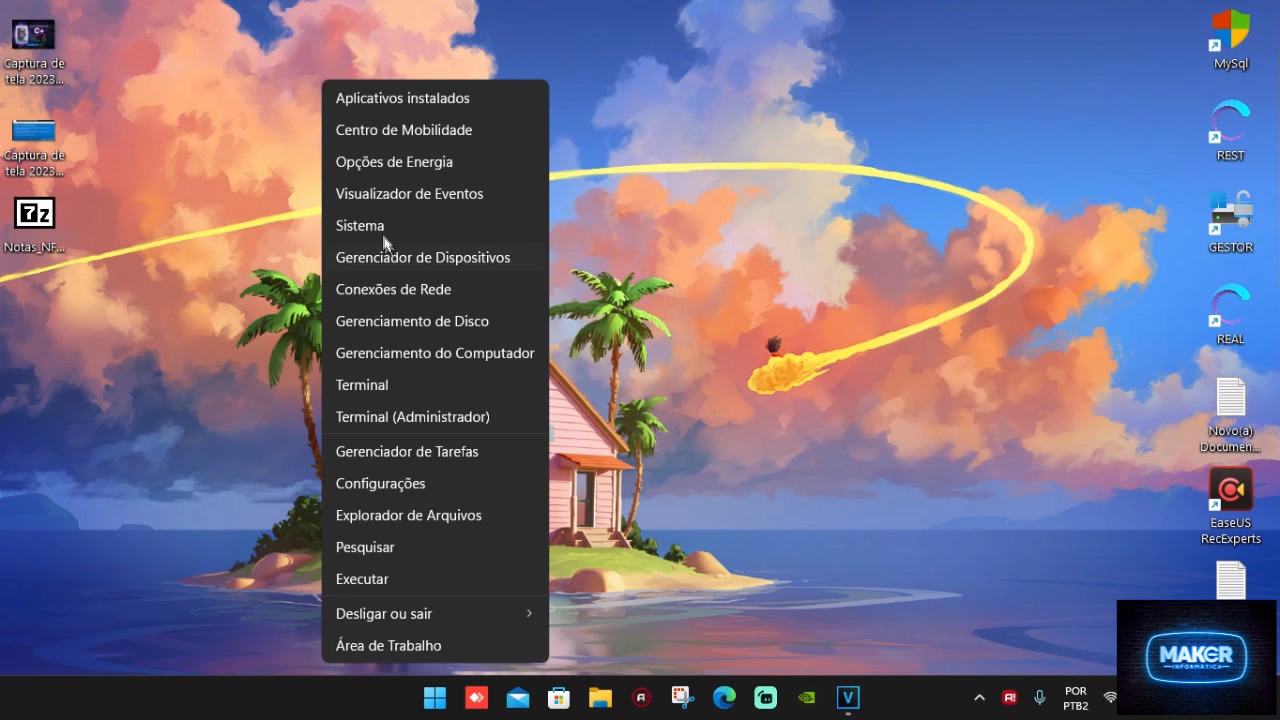 Captura de
tela 2023...
Captura de
tela 2023...
7z
Notas_NF...
Aplicativos instalados
Centro de Mobilidade
Opções de Energia
Visualizador de Eventos
Sistema
Gerenciador de Dispositivos
Conexões de Rede
Gerenciamento de Disco
Gerenciamento do Computador
Terminal
Terminal (Administrador)
Gerenciador de Tarefas
Configurações
Explorador de Arquivos
Pesquisar
Executar
Desligar ou sair
Área de Trabalho
MySql
REST
GESTOR
REAL
Novo(a)
Documen...
EaseUS
RecExperts
MAKER
INFORMÁTICA
V
POR
PTB2